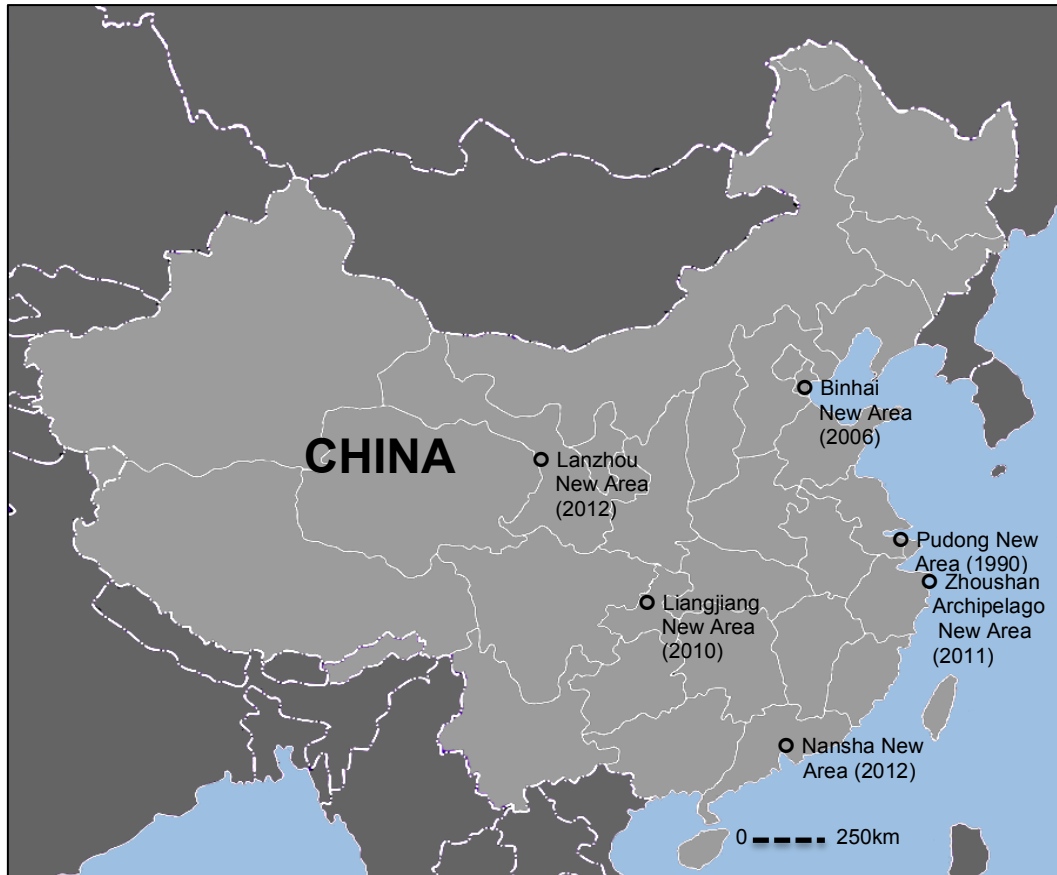 Binhai
New Area
(2006)
CHINA
Lanzhou
New Area
(2012)
Pudong New
Area (1990)
Zhoushan
Archipelago
New Area
(2011)
Liangjiang
New Area
(2010)
Nansha New
Area (2012)
0 250km